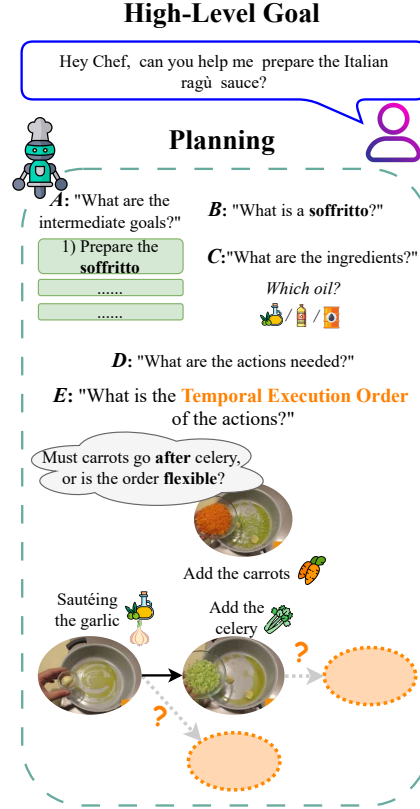 High-Level Goal
Hey Chef, can you help me prepare the Italian
ragù sauce?
Planning
A: "What are the
intermediate goals?"
1) Prepare the
soffritto
......
......
B: "What is a soffritto?"
C:"What are the ingredients?"
Which oil?
/ /
D: "What are the actions needed?"
E: "What is the Temporal Execution Order
of the actions?"
Must carrots go after celery,
or is the order flexible?
Add the carrots
Sautéing
the garlic
Add the
celery
?
?